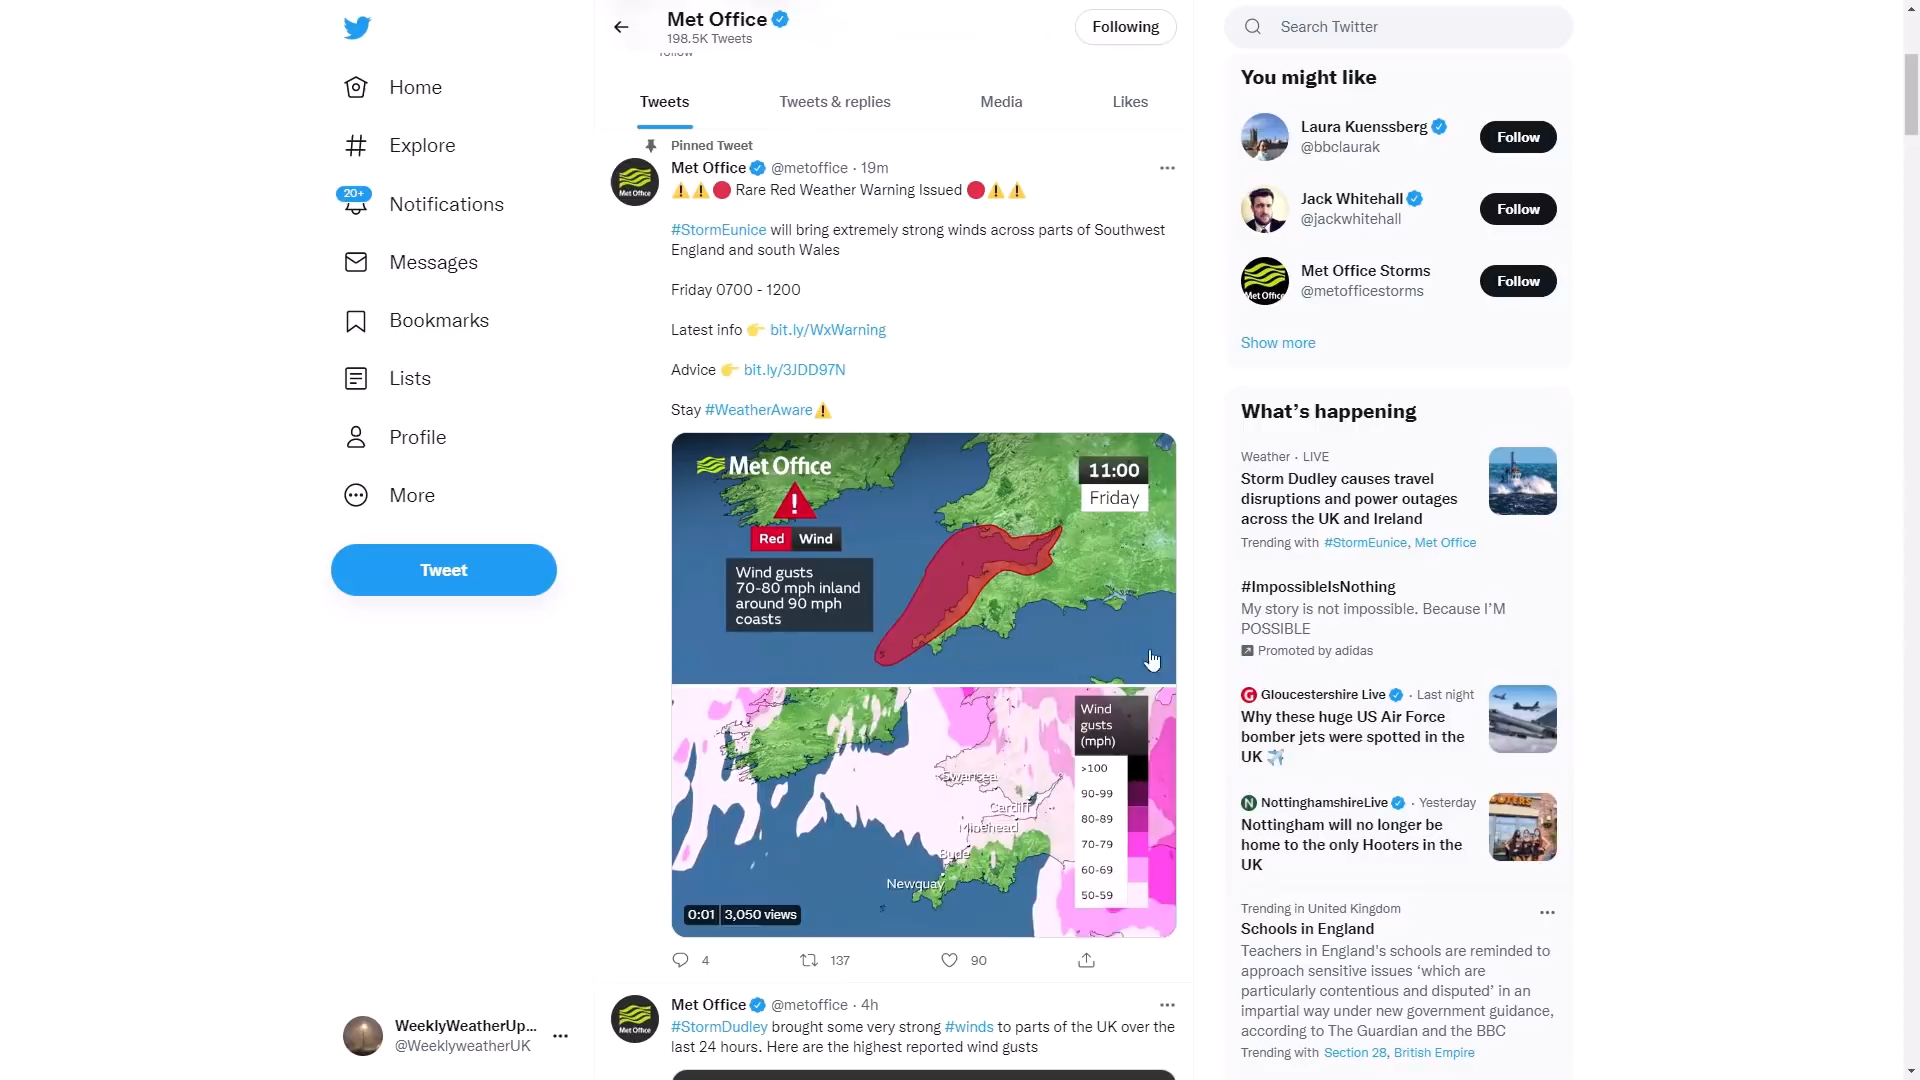 Home
Explore
20+
Notifications
Messages
Bookmarks
Lists
Profile
More
Tweet
WeeklyWeatherUp...
@WeeklyweatherUK
Met Office
198.5K Tweets
Following
Tweets
Tweets & replies
Media
Likes
Pinned Tweet
Met Office @metoffice · 19m
⚠️⚠️🔴 Rare Red Weather Warning Issued 🔴⚠️⚠️
#StormEunice will bring extremely strong winds across parts of Southwest
England and south Wales
Friday 0700 - 1200
Latest info 👉 bit.ly/WxWarning
Advice 👉 bit.ly/3JDD97N
Stay #WeatherAware⚠️
Met Office
11:00
Friday
Red Wind
Wind gusts
70-80 mph inland
around 90 mph
coasts
Wind
gusts
(mph)
>100
90-99
80-89
70-79
60-69
50-59
Swansea
Cardiff
Minehead
Bude
Newquay
0:01 3,050 views
4
137
90
Met Office @metoffice · 4h
#StormDudley brought some very strong #winds to parts of the UK over the
last 24 hours. Here are the highest reported wind gusts
Search Twitter
You might like
Laura Kuenssberg
@bbclaurak
Follow
Jack Whitehall
@jackwhitehall
Follow
Met Office
Met Office Storms
@metofficestorms
Follow
Show more
What's happening
Weather · LIVE
Storm Dudley causes travel
disruptions and power outages
across the UK and Ireland
Trending with #StormEunice, Met Office
#ImpossibleIsNothing
My story is not impossible. Because I'M
POSSIBLE
Promoted by adidas
Gloucestershire Live · Last night
Why these huge US Air Force
bomber jets were spotted in the
UK ✈️
NottinghamshireLive · Yesterday
Nottingham will no longer be
home to the only Hooters in the
UK
Trending in United Kingdom
Schools in England
Teachers in England's schools are reminded to
approach sensitive issues ‘which are
particularly contentious and disputed’ in an
impartial way under new government guidance,
according to The Guardian and the BBC
Trending with Section 28, British Empire